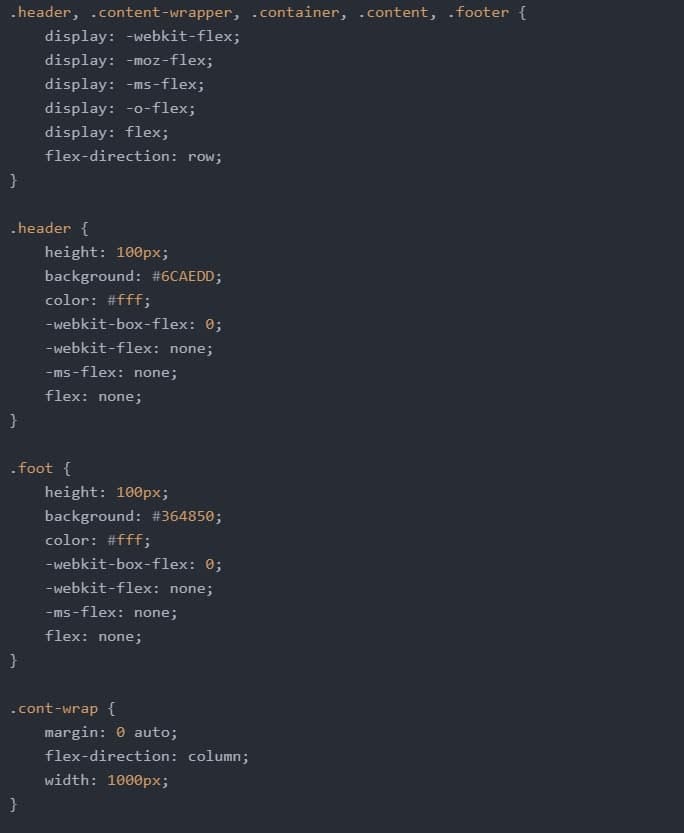 .header, .content-wrapper, .container, .content, .footer {
    display: -webkit-flex;
    display: -moz-flex;
    display: -ms-flex;
    display: -o-flex;
    display: flex;
    flex-direction: row;
}

.header {
    height: 100px;
    background: #6CAEDD;
    color: #fff;
    -webkit-box-flex: 0;
    -webkit-flex: none;
    -ms-flex: none;
    flex: none;
}

.foot {
    height: 100px;
    background: #364850;
    color: #fff;
    -webkit-box-flex: 0;
    -webkit-flex: none;
    -ms-flex: none;
    flex: none;
}

.cont-wrap {
    margin: 0 auto;
    flex-direction: column;
    width: 1000px;
}